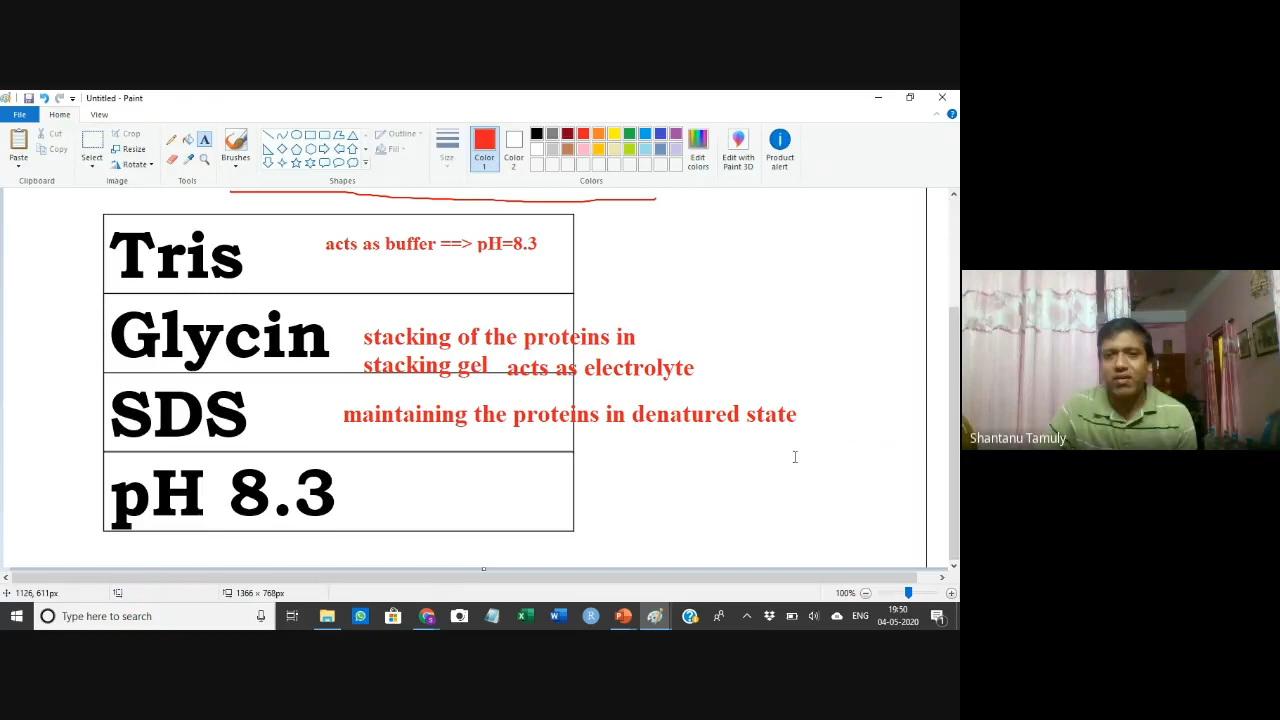 Untitled - Paint
File Home View
Paste
Cut
Copy
Clipboard
Select
Crop
Resize
Rotate
Image
Tools
Brushes
Shapes
Outline
Fill
Size
Color 1
Color 2
Edit colors
Colors
Edit with Paint 3D
Product alert
Tris acts as buffer ==> pH=8.3
Glycin stacking of the proteins in
stacking gel acts as electrolyte
SDS maintaining the proteins in denatured state
pH 8.3
Shantanu Tamuly
1126, 611px
1366 × 768px
100%
Type here to search
ENG
19:50
04-05-2020